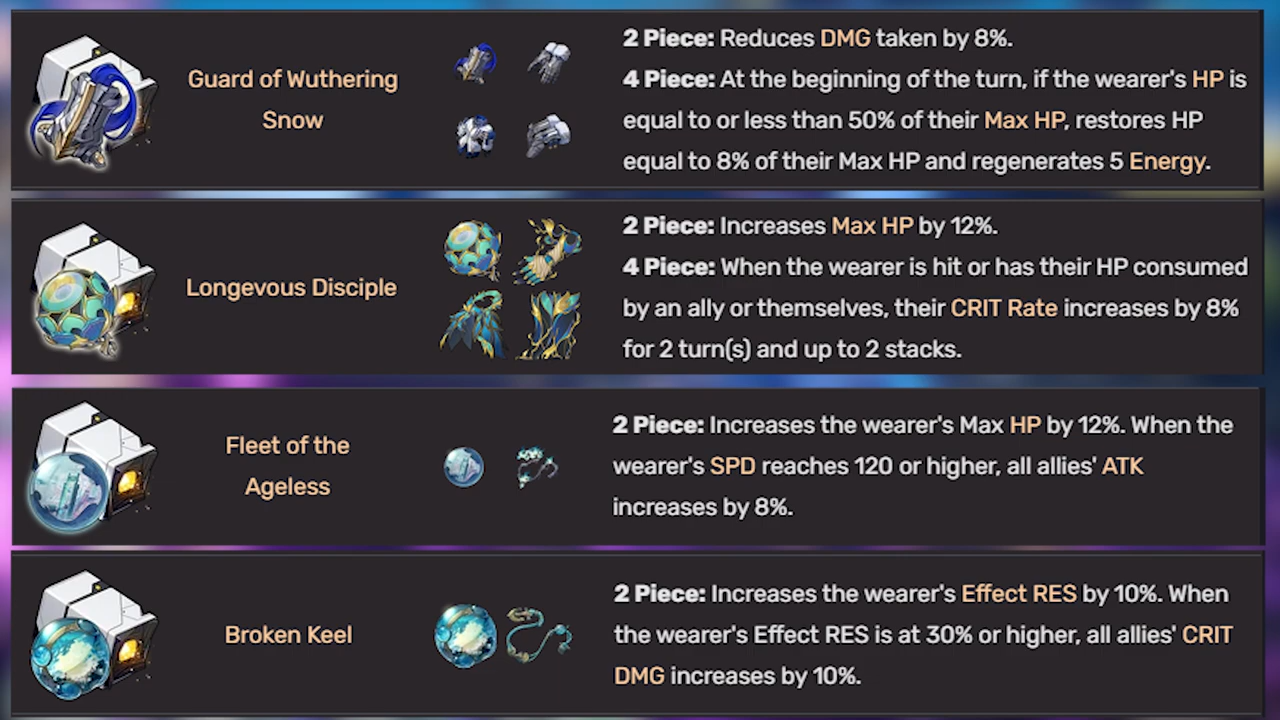 Guard of Wuthering
Snow
2 Piece: Reduces DMG taken by 8%.
4 Piece: At the beginning of the turn, if the wearer's HP is
equal to or less than 50% of their Max HP, restores HP
equal to 8% of their Max HP and regenerates 5 Energy.
Longevous Disciple
2 Piece: Increases Max HP by 12%.
4 Piece: When the wearer is hit or has their HP consumed
by an ally or themselves, their CRIT Rate increases by 8%
for 2 turn(s) and up to 2 stacks.
Fleet of the
Ageless
2 Piece: Increases the wearer's Max HP by 12%. When the
wearer's SPD reaches 120 or higher, all allies' ATK
increases by 8%.
Broken Keel
2 Piece: Increases the wearer's Effect RES by 10%. When
the wearer's Effect RES is at 30% or higher, all allies' CRIT
DMG increases by 10%.